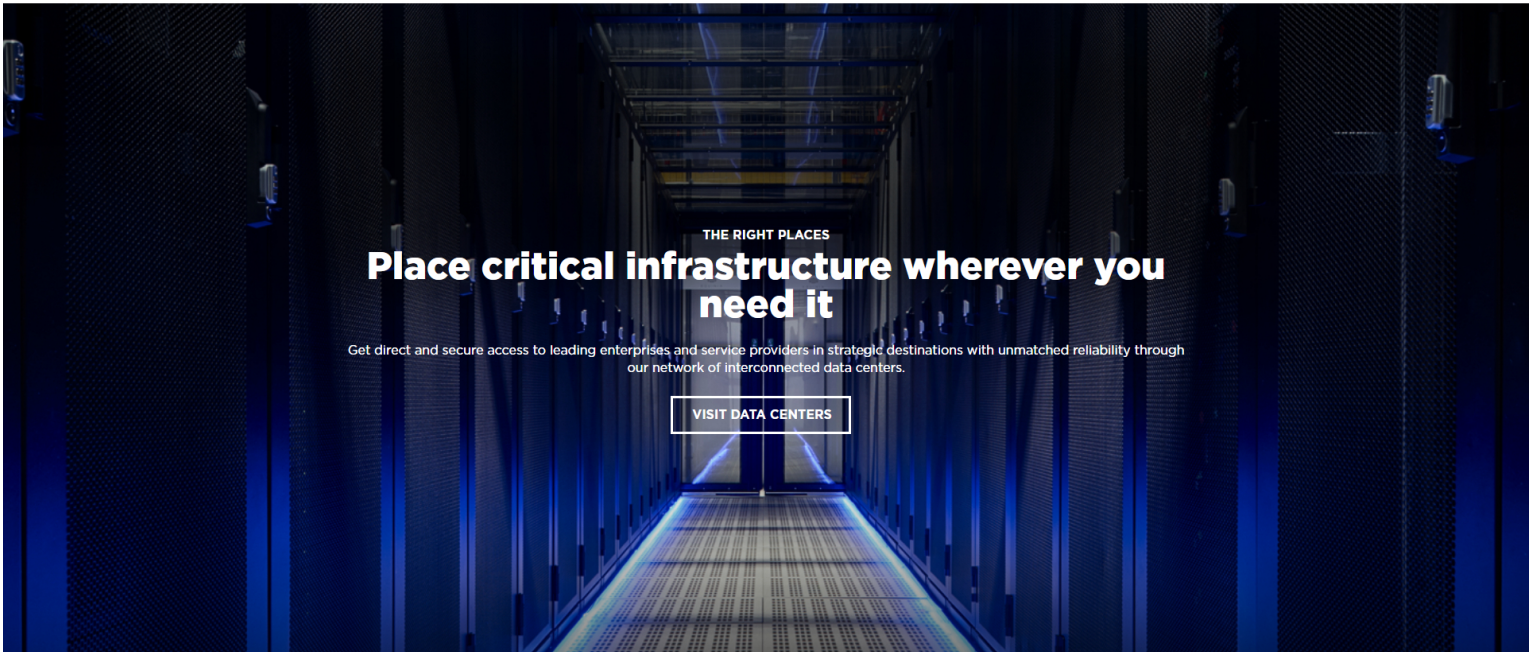 THE RIGHT PLACES
Place critical infrastructure wherever you
need it
Get direct and secure access to leading enterprises and service providers in strategic destinations with unmatched reliability through
our network of interconnected data centers.
VISIT DATA CENTERS